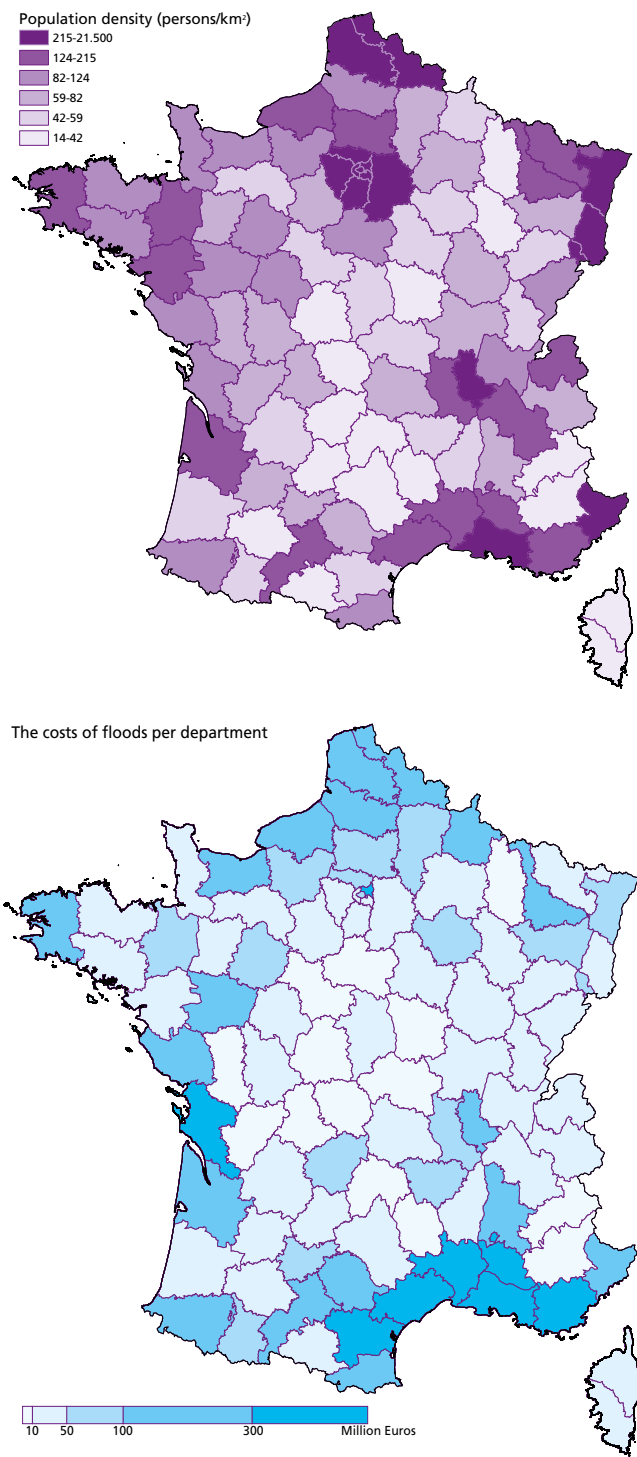 Population density (persons/km²)
215-21.500
124-215
82-124
59-82
42-59
14-42
The costs of floods per department
10 50 100 300 Million Euros